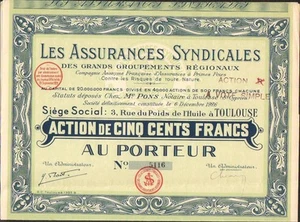 LES ASSURANCES SYNDICALES
DES GRANDS GROUPEMENTS RÉGIONAUX
Compagnie Anonyme Française d'Assurances à Primes Fixes
Contre les Risques de toute Nature
ACTION
AU CAPITAL DE 20.000.000 FRANCS DIVISÉ EN 40.000 ACTIONS DE 500 FRANCS CHACUNE
Statuts déposés Chez Me PONS, Notaire à
Société définitivement constituée le 6 Décembre
Siège Social: 3, Rue du Poids de l'Huile à TOULOUSE
ACTION DE CINQ CENTS FRANCS
AU PORTEUR
Un Administrateur,
No 5116
Un Administrateur,